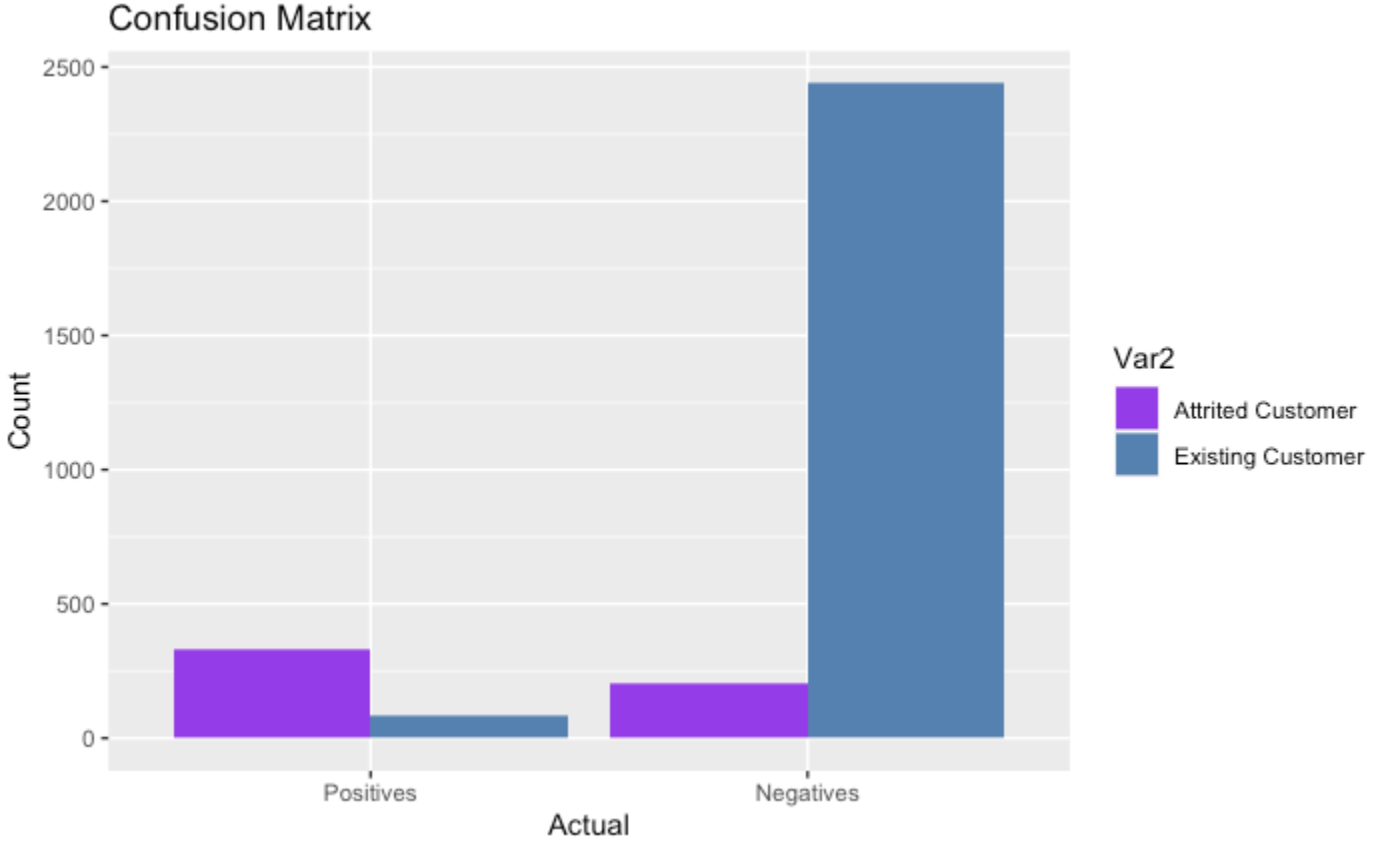 Confusion Matrix
2500
2000
1500
1000
500
0
Count
Positives
Negatives
Actual
Var2
Attrited Customer
Existing Customer